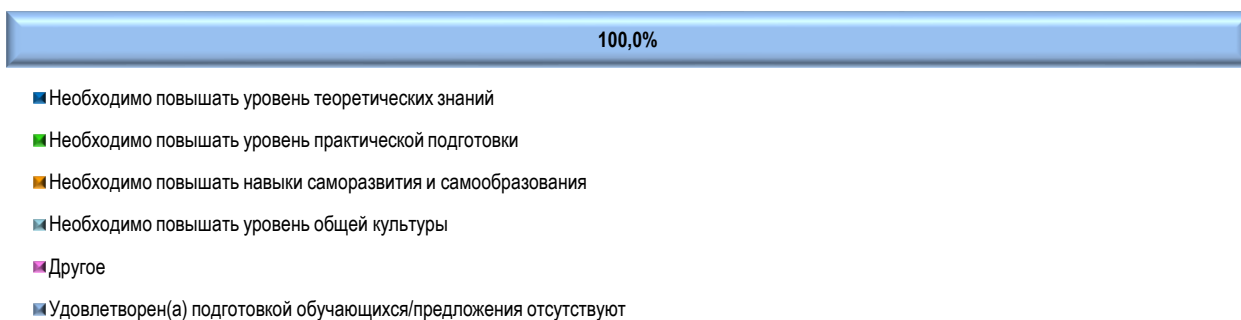 100,0%
Необходимо повышать уровень теоретических знаний
Необходимо повышать уровень практической подготовки
Необходимо повышать навыки саморазвития и самообразования
Необходимо повышать уровень общей культуры
Другое
Удовлетворен(а) подготовкой обучающихся/предложения отсутствуют